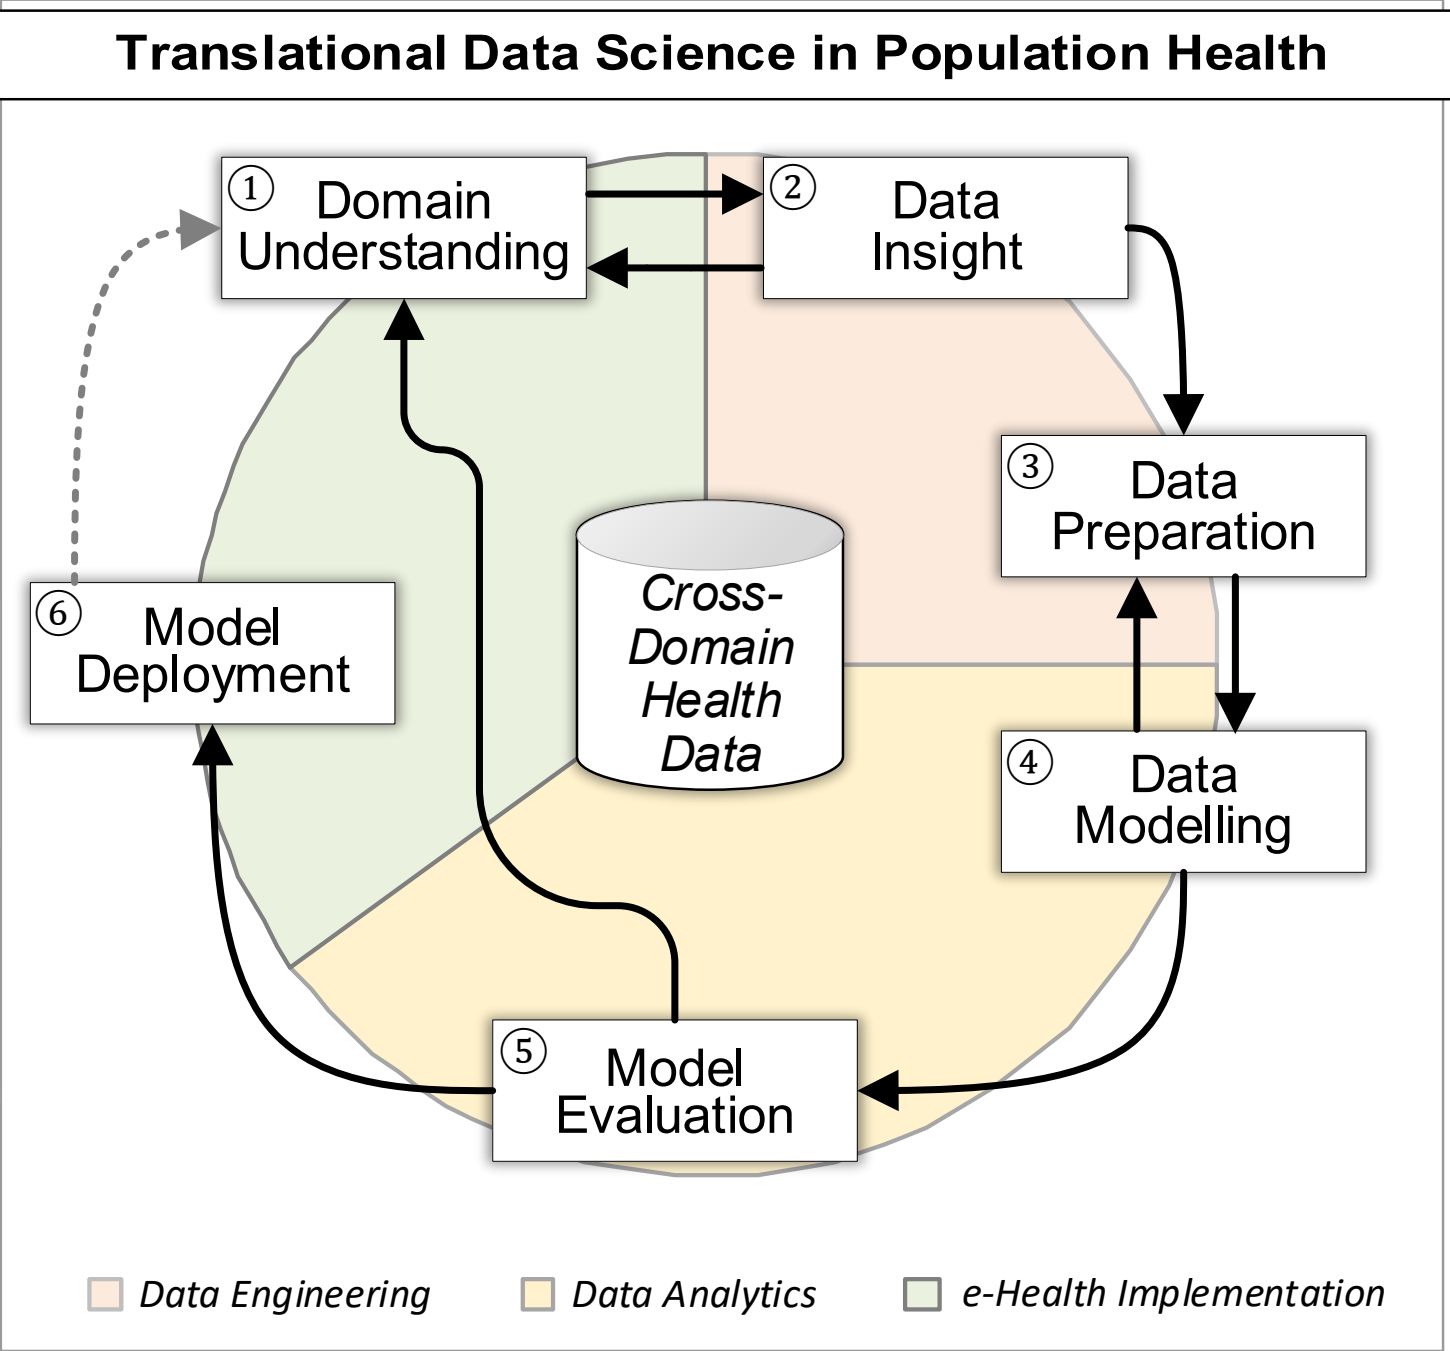 Translational Data Science in Population Health
①
Domain
Understanding
②
Data
Insight
③
Data
Preparation
④
Data
Modelling
⑤
Model
Evaluation
⑥
Model
Deployment
Cross-
Domain
Health
Data
Data Engineering
Data Analytics
e-Health Implementation